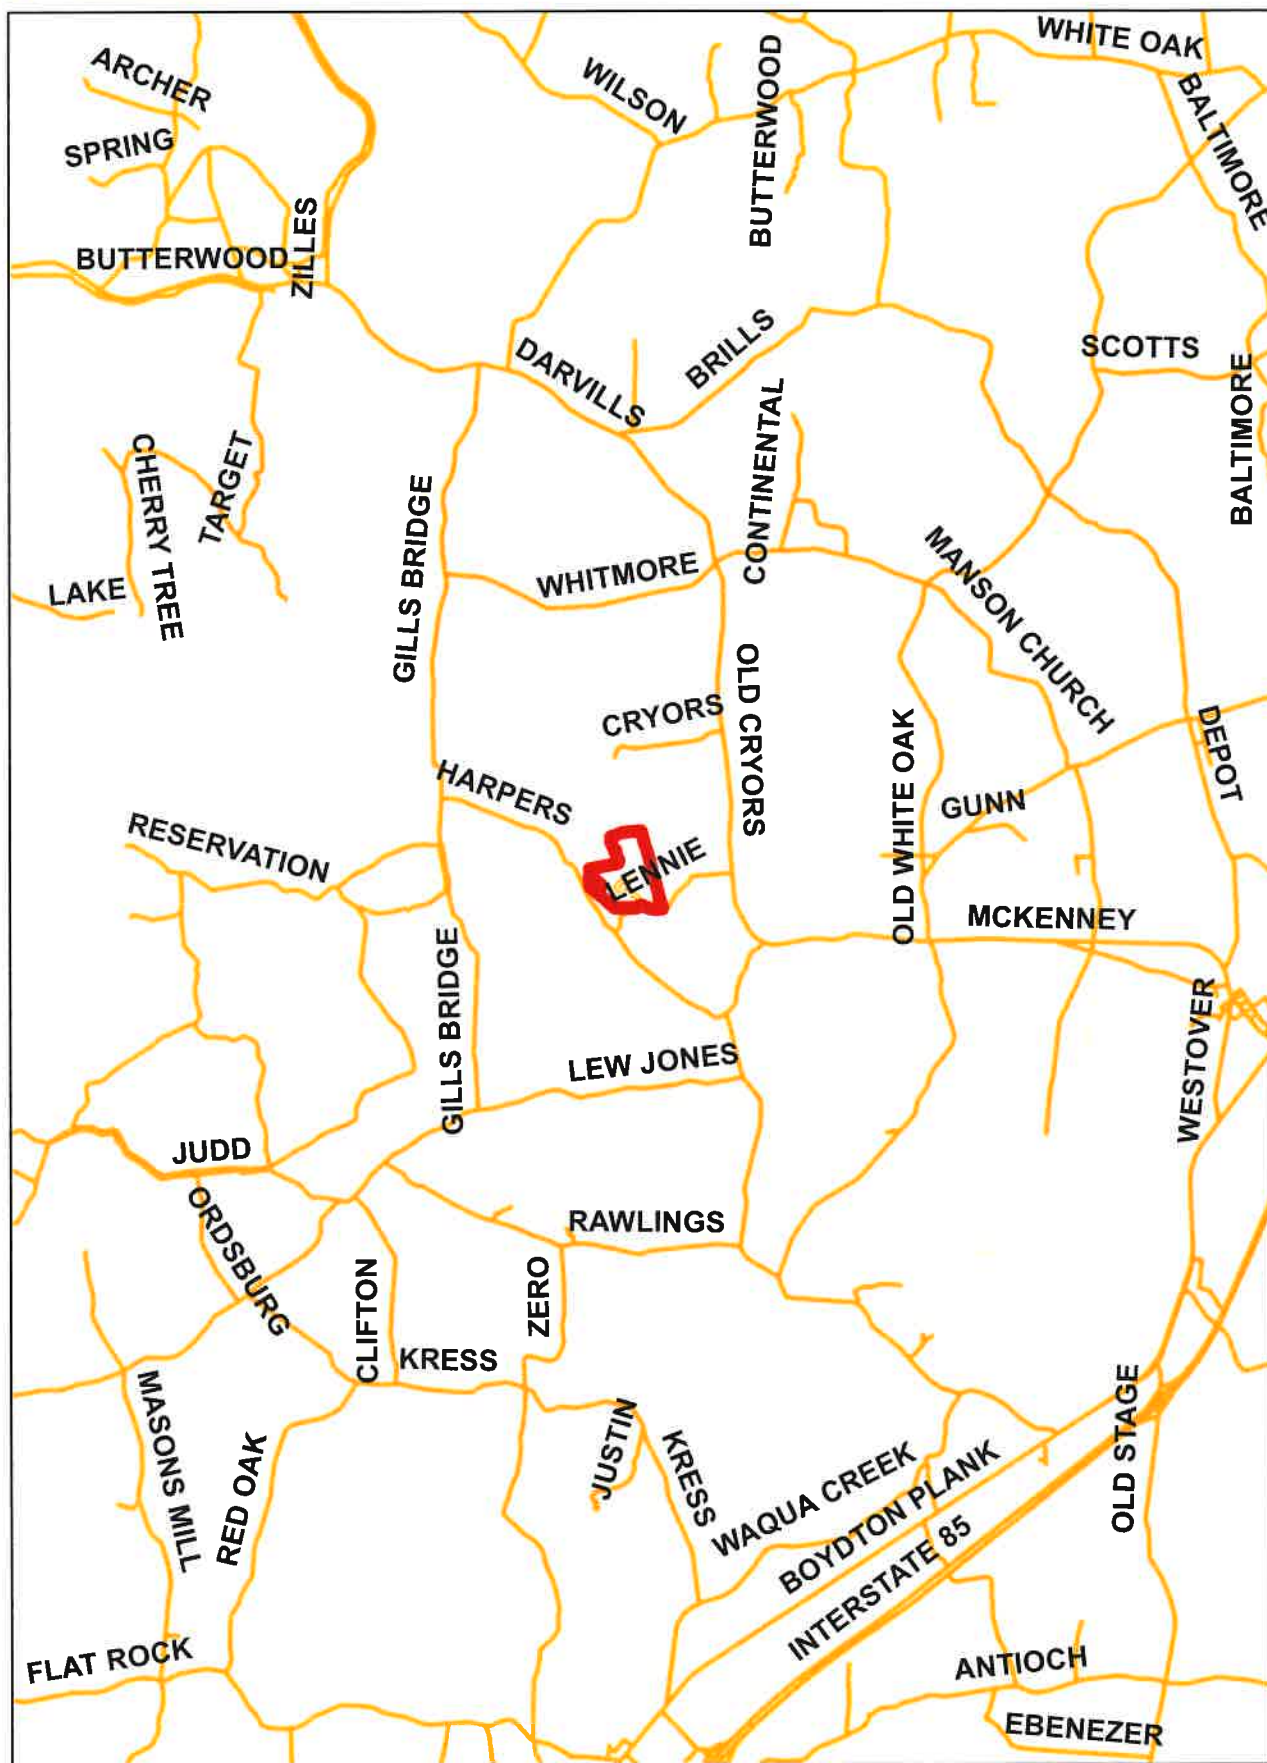 WHITE OAK
ARCHER
WILSON
BUTTERWOOD
BALTIMORE
SPRING
BUTTERWOOD
ZILLES
DARVILLS
BRILLS
SCOTTS
BALTIMORE
CONTINENTAL
CHERRY TREE
TARGET
GILLS BRIDGE
WHITMORE
MANSON CHURCH
LAKE
OLD CRYORS
CRYORS
OLD WHITE OAK
DEPOT
HARPERS
GUNN
RESERVATION
LENNIE
MCKENNEY
GILLS BRIDGE
WESTOVER
LEW JONES
JUDD
ORDSBURG
RAWLINGS
CLIFTON
ZERO
KRESS
MASONS MILL
RED OAK
JUSTIN
KRESS
WAQUA CREEK
BOYDTON PLANK
OLD STAGE
INTERSTATE 85
FLAT ROCK
ANTIOCH
EBENEZER